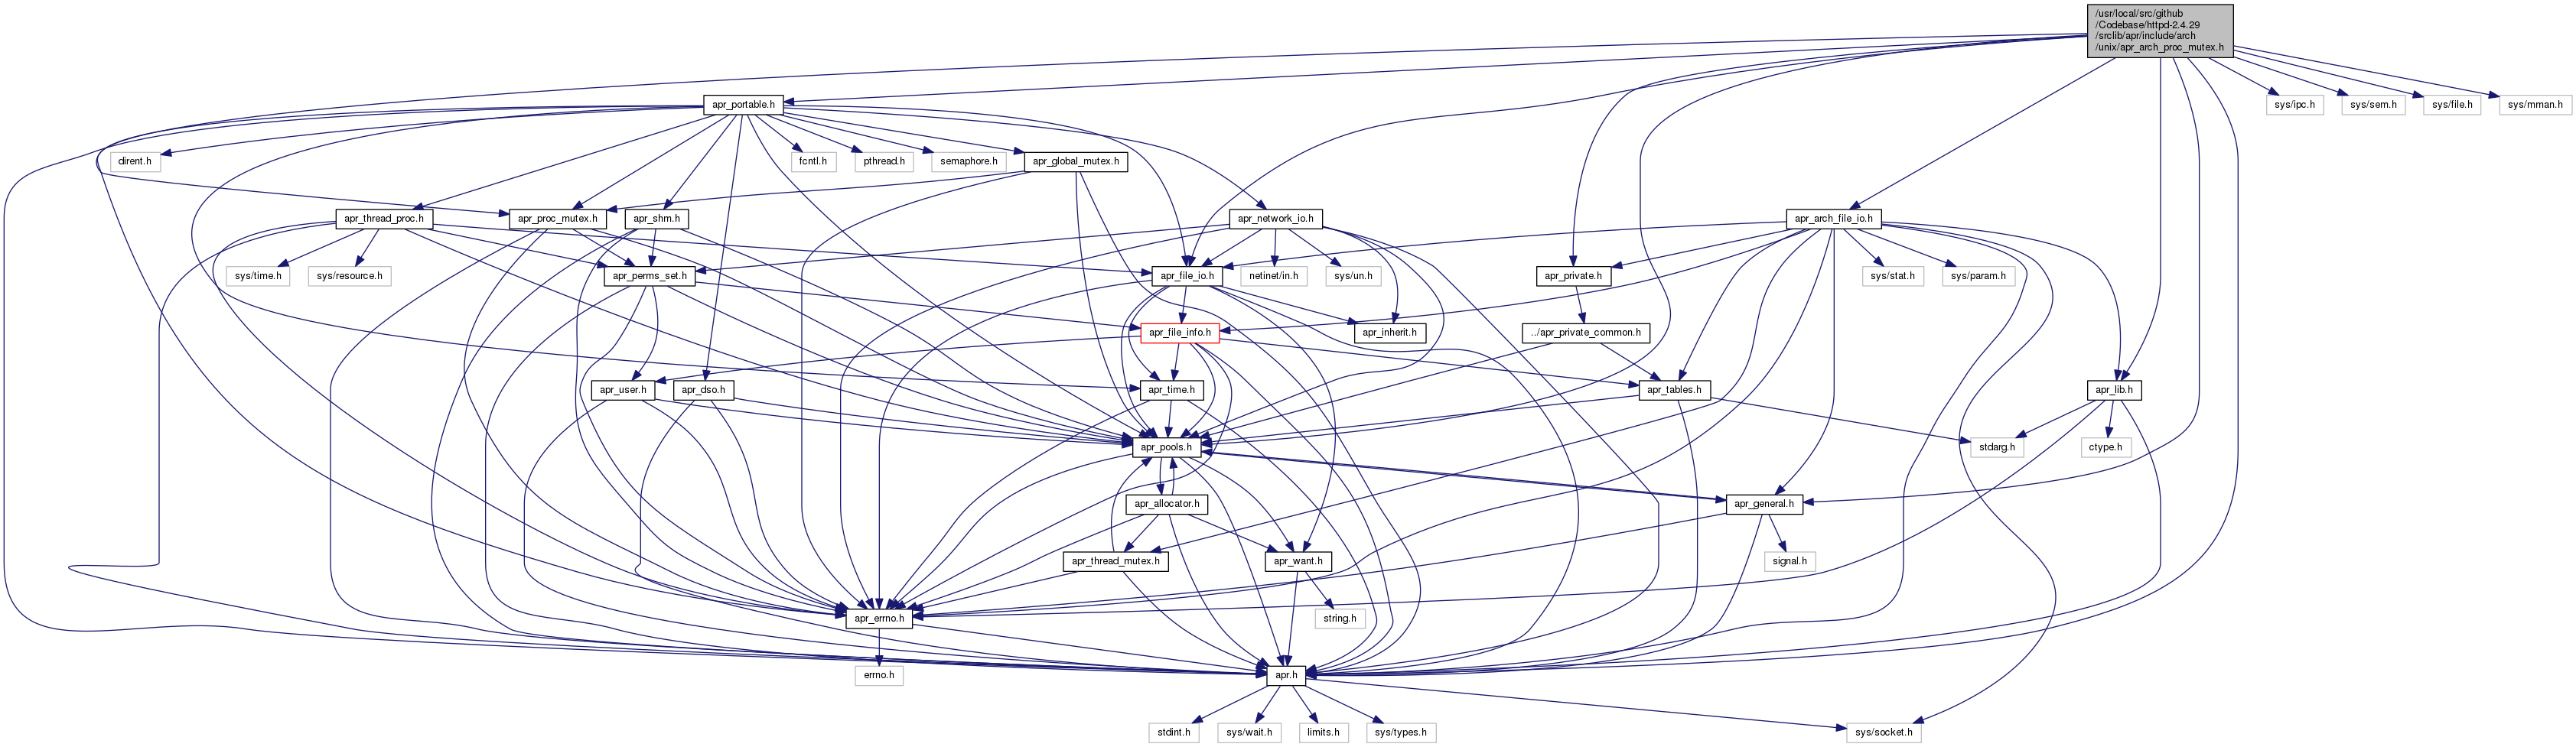 /usr/local/src/github
/Codebase/httpd-2.4.29
/srclib/apr/include/arch
/unix/apr_arch_proc_mutex.h
apr_portable.h
sys/ipc.h
sys/sem.h
sys/file.h
sys/mman.h
dirent.h
fcntl.h
pthread.h
semaphore.h
apr_global_mutex.h
apr_thread_proc.h
apr_proc_mutex.h
apr_shm.h
apr_network_io.h
apr_arch_file_io.h
sys/time.h
sys/resource.h
apr_perms_set.h
apr_file_io.h
netinet/in.h
sys/un.h
apr_private.h
sys/stat.h
sys/param.h
apr_file_info.h
apr_inherit.h
../apr_private_common.h
apr_user.h
apr_dso.h
apr_time.h
apr_tables.h
apr_lib.h
apr_pools.h
stdarg.h
ctype.h
apr_allocator.h
apr_general.h
apr_thread_mutex.h
apr_want.h
signal.h
apr_errno.h
string.h
errno.h
apr.h
stdint.h
sys/wait.h
limits.h
sys/types.h
sys/socket.h